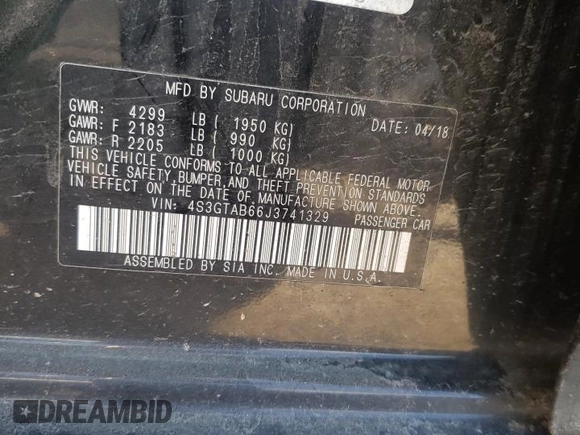 MFD BY SUBARU CORPORATION
GVWR: 4299 LB ( 1950 KG) DATE: 04/18
GAWR: F 2183 LB ( 990 KG)
GAWR: R 2205 LB ( 1000 KG)
THIS VEHICLE CONFORMS TO ALL APPLICABLE FEDERAL MOTOR
VEHICLE SAFETY, BUMPER, AND THEFT PREVENTION STANDARDS
IN EFFECT ON THE DATE OF MANUFACTURE SHOWN ABOVE.
VIN: 4S3GTAB66J3741329 PASSENGER CAR
ASSEMBLED BY SIA INC. MADE IN U.S.A.
DREAMBID